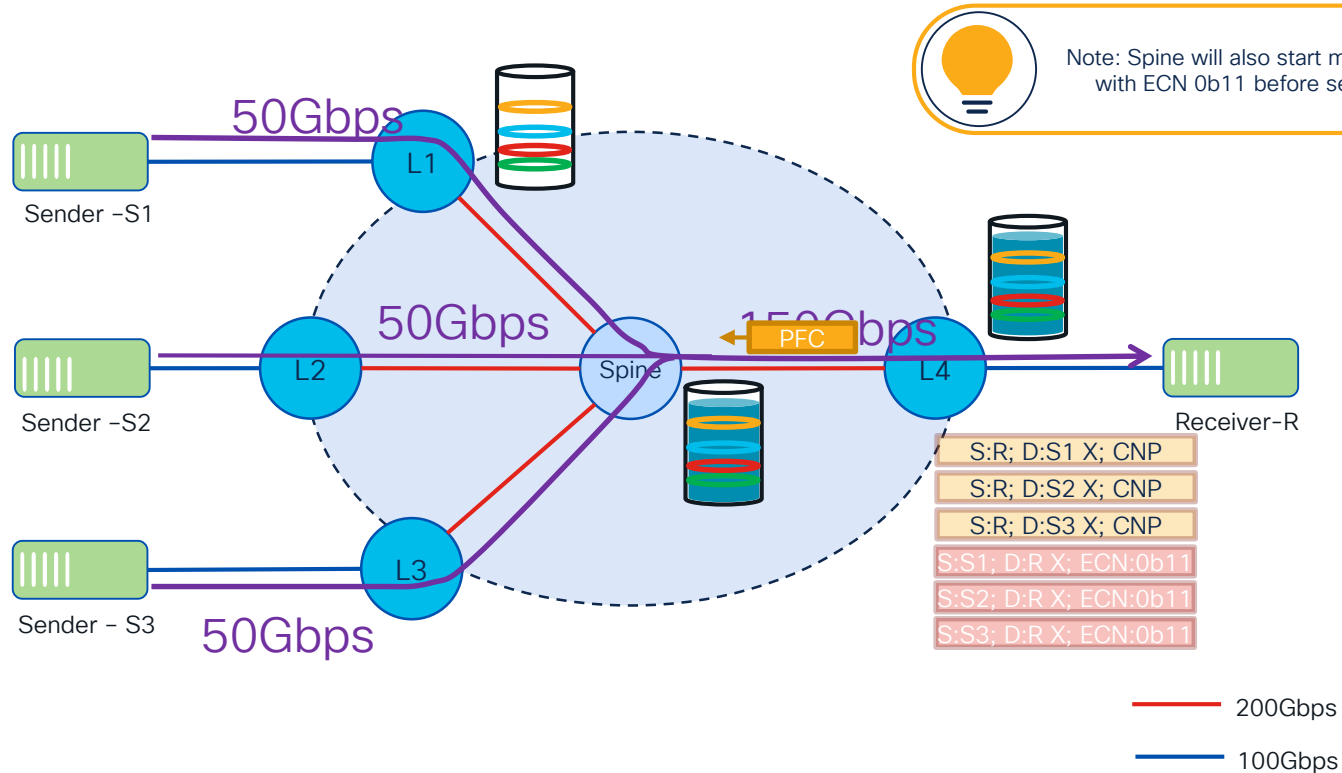 Note: Spine will also start m
with ECN 0b11 before se
50Gbps
L1
Sender –S1
50Gbps
150Gbps
PFC
L2
Spine
L4
Sender –S2
Receiver-R
S:R; D:S1 X; CNP
S:R; D:S2 X; CNP
S:R; D:S3 X; CNP
S:S1; D:R X; ECN:0b11
S:S2; D:R X; ECN:0b11
S:S3; D:R X; ECN:0b11
L3
Sender – S3
50Gbps
200Gbps
100Gbps